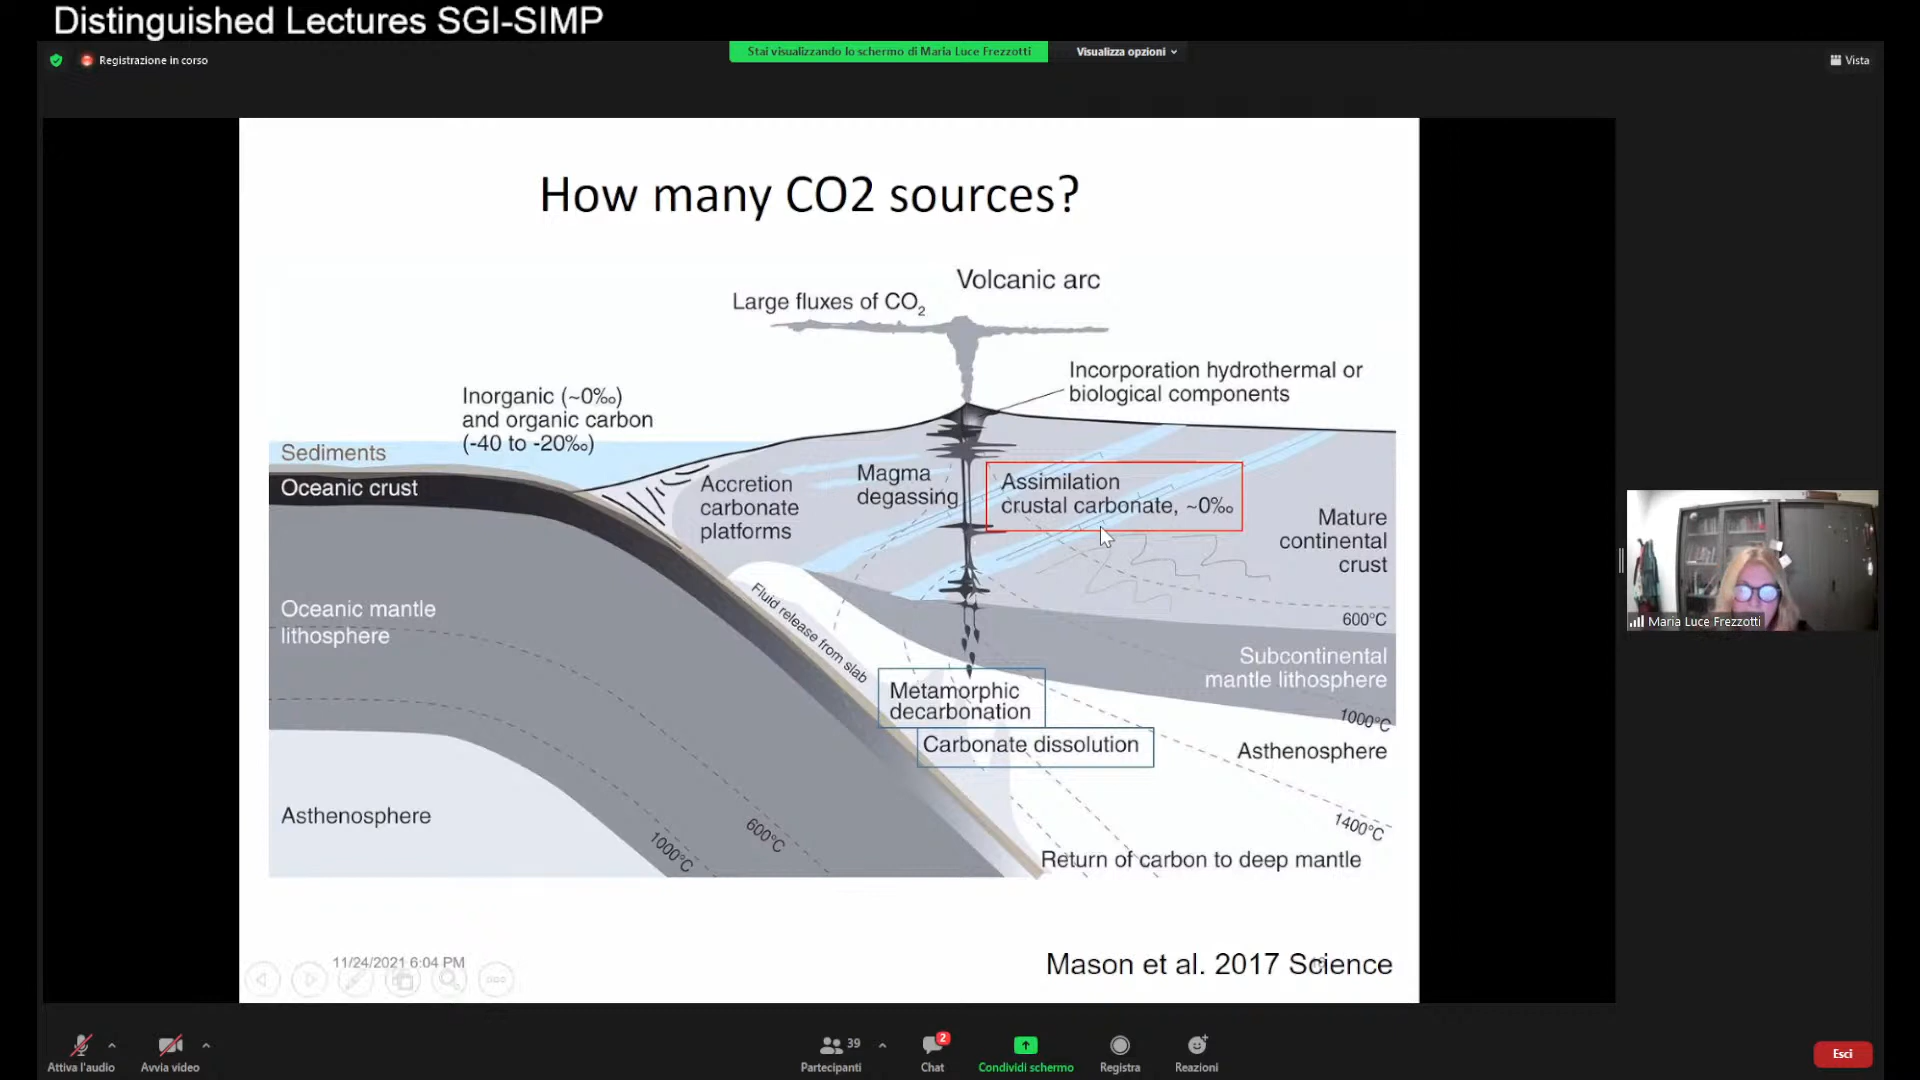 Distinguished Lectures SGI-SIMP
Stai visualizzando lo schermo di Maria Luce Frezzotti
Visualizza opzioni
Registrazione in corso
Vista
How many CO2 sources?
Volcanic arc
Large fluxes of CO₂
Incorporation hydrothermal or
biological components
Inorganic (~0‰)
and organic carbon
(-40 to -20‰)
Sediments
Oceanic crust
Accretion
carbonate
platforms
Magma
degassing
Assimilation
crustal carbonate, ~0‰
Mature
continental
crust
Oceanic mantle
lithosphere
Fluid release from slab
600°C
Subcontinental
mantle lithosphere
Metamorphic
decarbonation
1000°C
Carbonate dissolution
Asthenosphere
Asthenosphere
1400°C
600°C
1000°C
Return of carbon to deep mantle
Maria Luce Frezzotti
11/24/2021 6:04 PM
Mason et al. 2017 Science
Attiva l'audio
Avvia video
39
Partecipanti
2
Chat
Condividi schermo
Registra
Reazioni
Esci